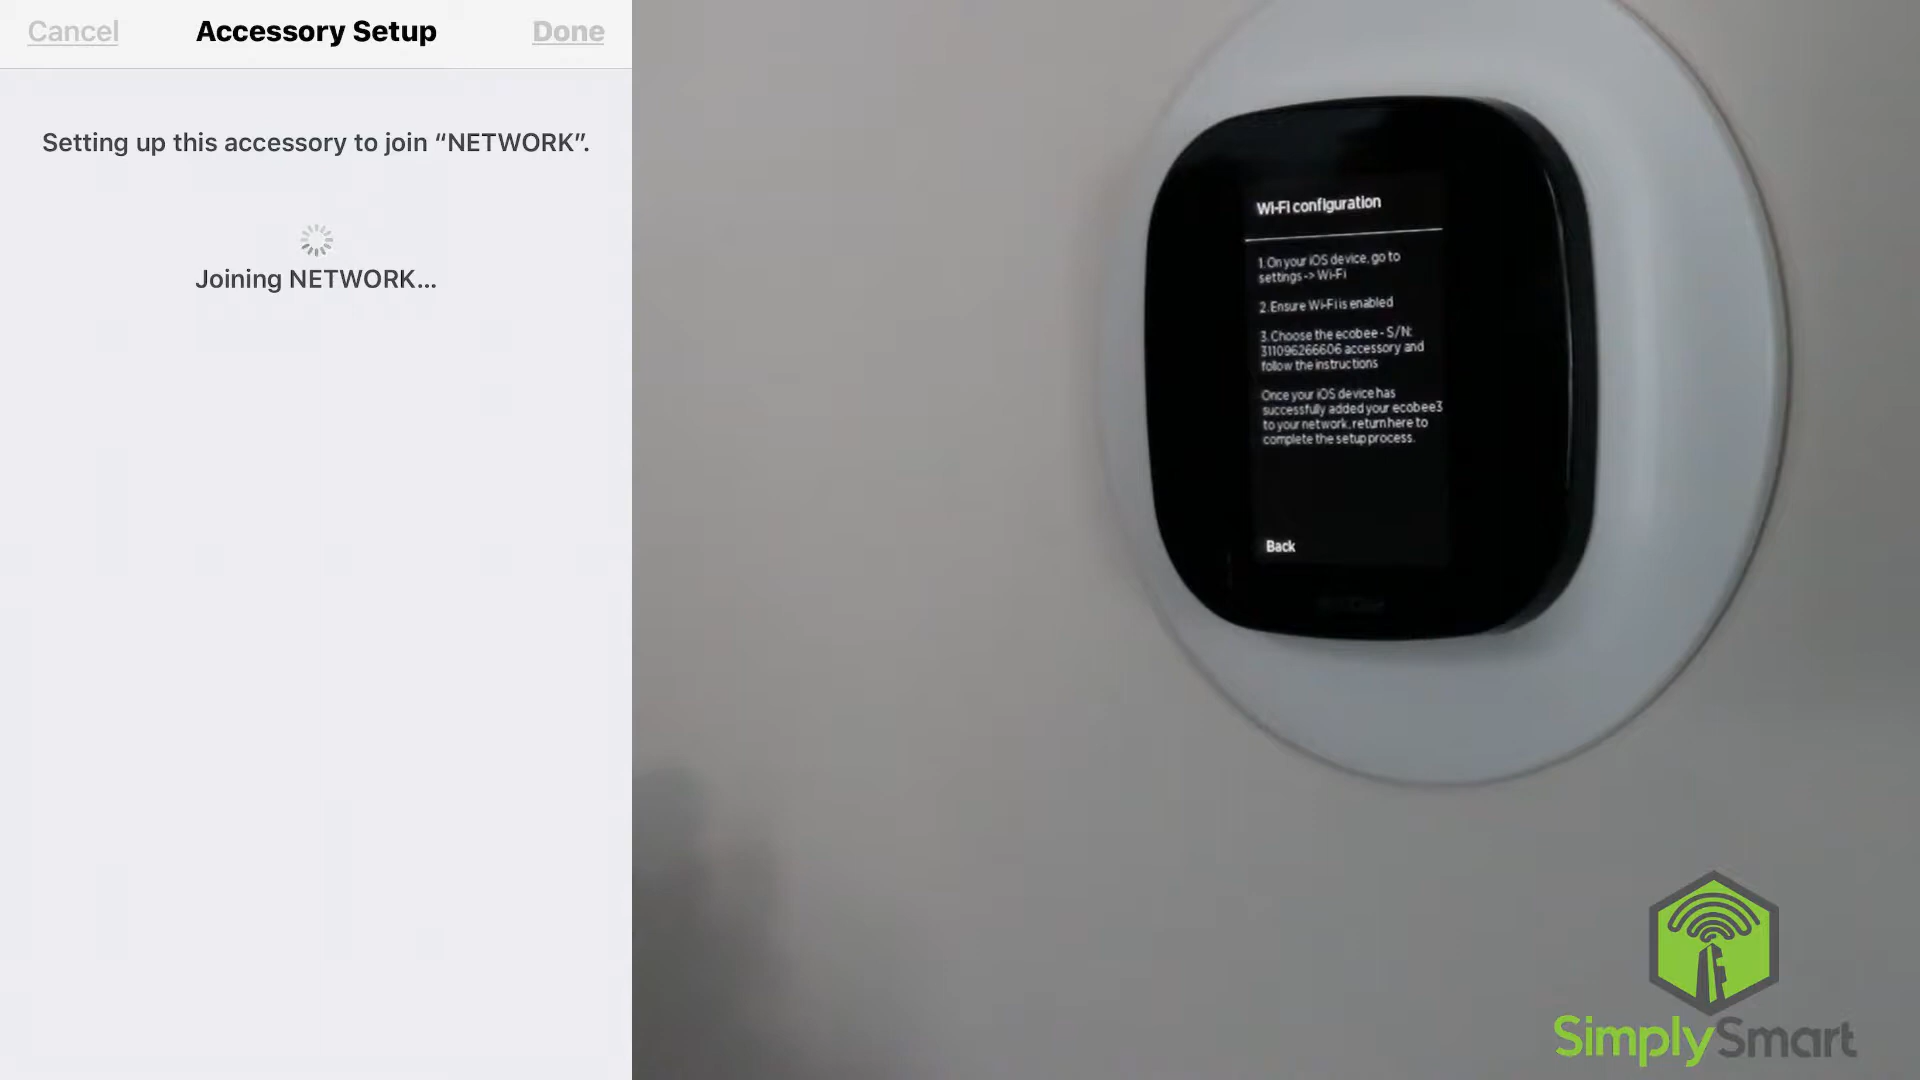 Cancel
Accessory Setup
Done
Setting up this accessory to join “NETWORK”.
Joining NETWORK...
Wi-Fi configuration
1. On your iOS device, go to
settings -> Wi-Fi
2. Ensure Wi-Fi is enabled
3. Choose the ecobee - S/N:
311096266606 accessory and
follow the instructions
Once your iOS device has
successfully added your ecobee3
to your network, return here to
complete the setup process.
Back
SimplySmart